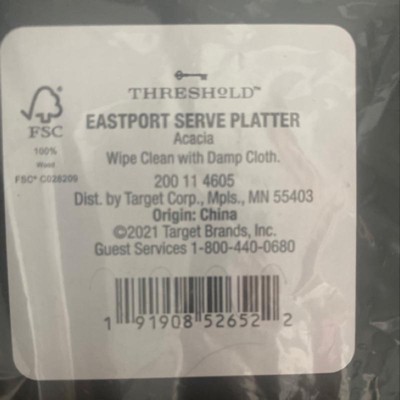 THRESHOLD™
EASTPORT SERVE PLATTER
Acacia
Wipe Clean with Damp Cloth.
FSC
100%
Wood
FSC® C028209
200 11 4605
Dist. by Target Corp., Mpls., MN 55403
Origin: China
©2021 Target Brands, Inc.
Guest Services 1-800-440-0680
1 91908 52652 2